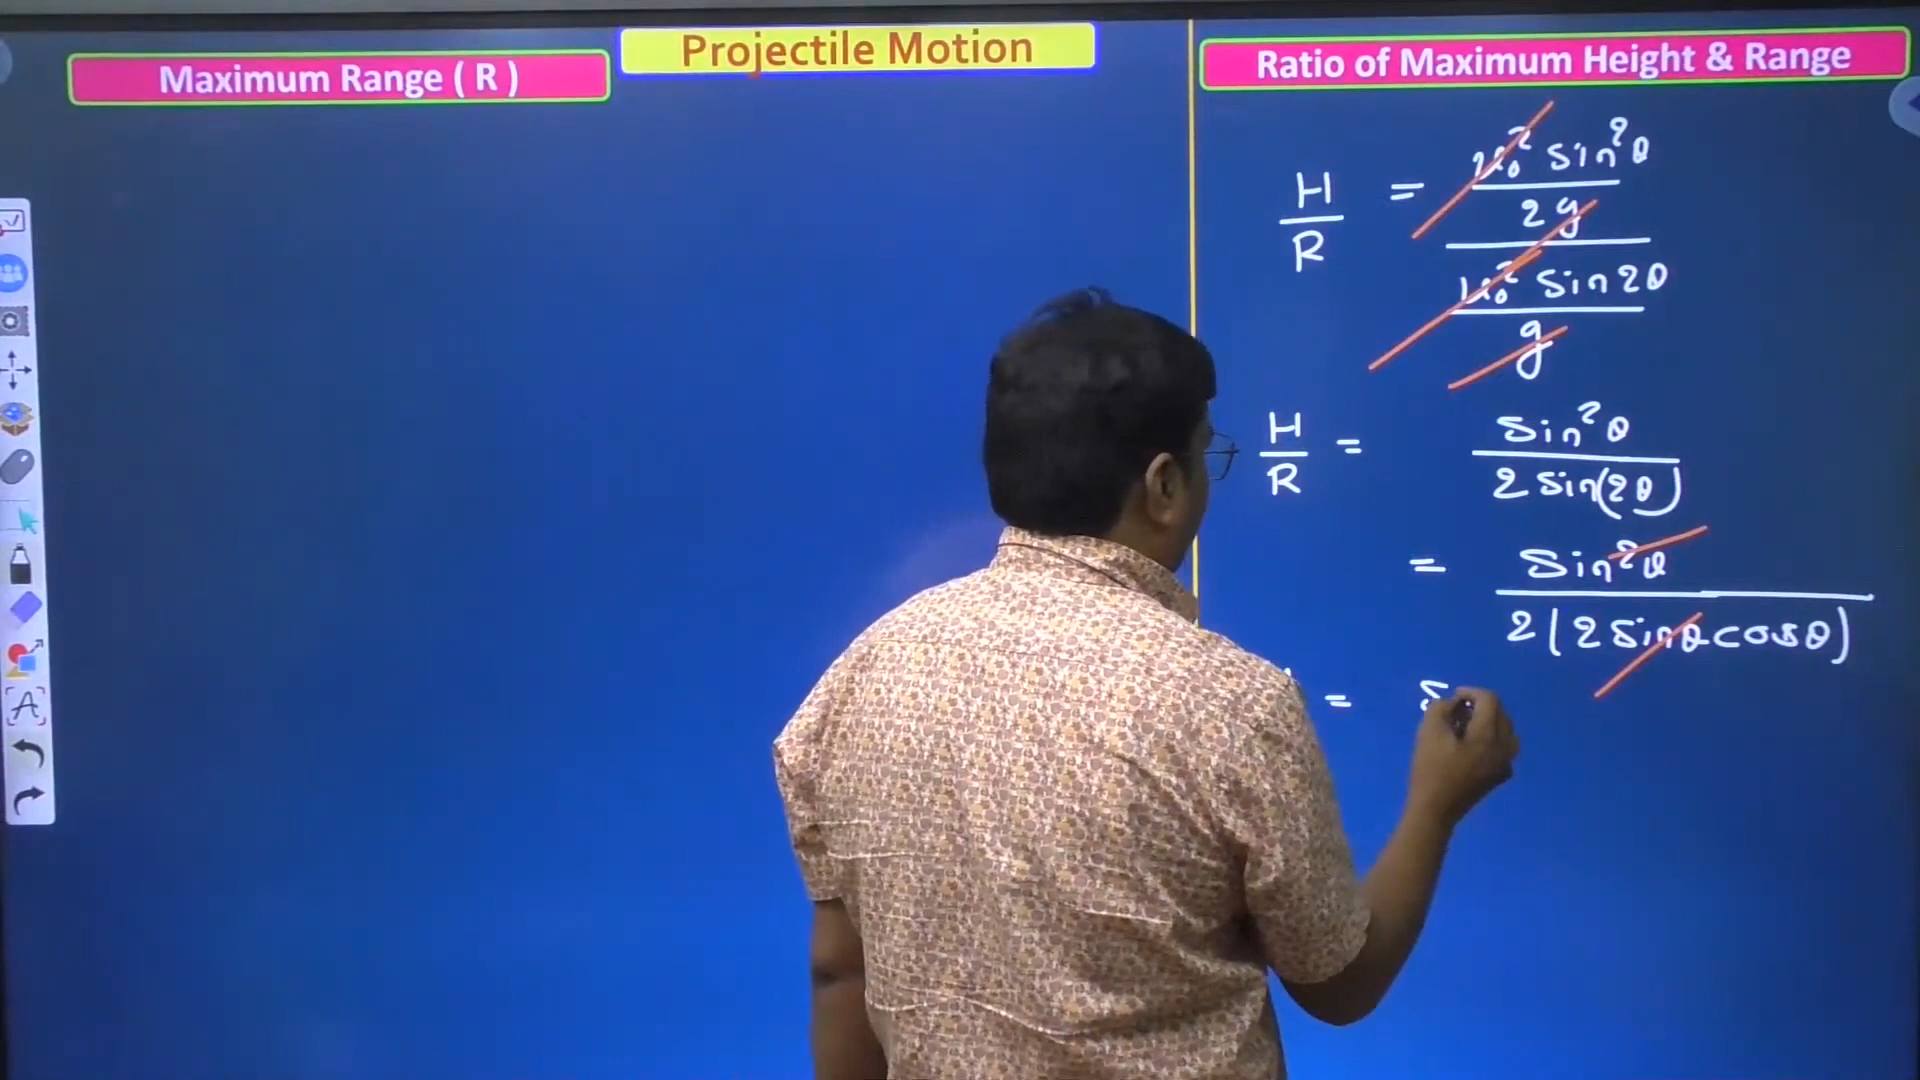 Projectile Motion
Maximum Range ( R )
Ratio of Maximum Height & Range
H/R = (u₀² sin²θ / 2g) / (u₀² sin2θ / g)
H/R = sin²θ / 2 sin(2θ)
= sin²θ / 2(2 sinθ cosθ)
=